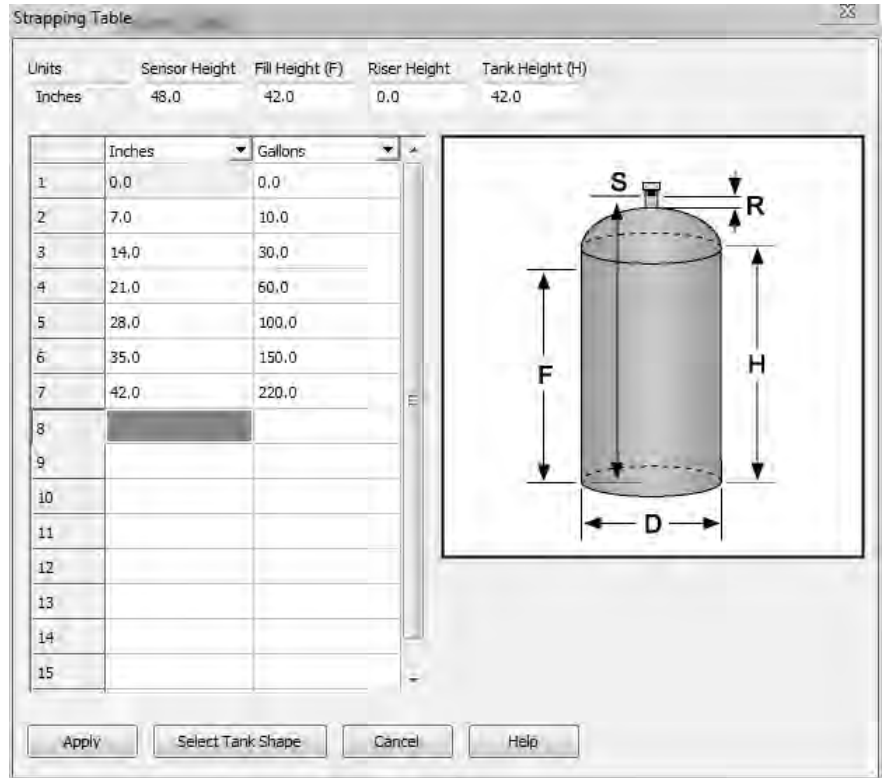 Strapping Table
Units Sensor Height Fill Height (F) Riser Height Tank Height (H)
Inches 48.0 42.0 0.0 42.0
Inches Gallons
1 0.0 0.0
2 7.0 10.0
3 14.0 30.0
4 21.0 60.0
5 28.0 100.0
6 35.0 150.0
7 42.0 220.0
8
9
10
11
12
13
14
15
S
R
F
H
D
Apply Select Tank Shape Cancel Help